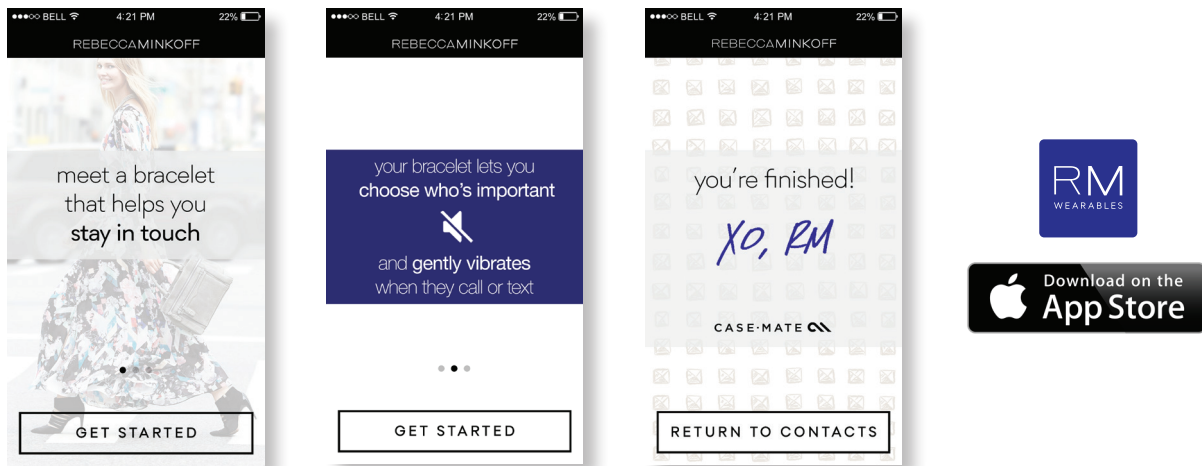 BELL 4:21 PM 22%
REBECCAMINKOFF
meet a bracelet
that helps you
stay in touch
GET STARTED
BELL 4:21 PM 22%
REBECCAMINKOFF
your bracelet lets you
choose who's important
and gently vibrates
when they call or text
GET STARTED
BELL 4:21 PM 22%
REBECCAMINKOFF
you're finished!
XO, RM
CASE·MATE
RETURN TO CONTACTS
RM
WEARABLES
Download on the
App Store